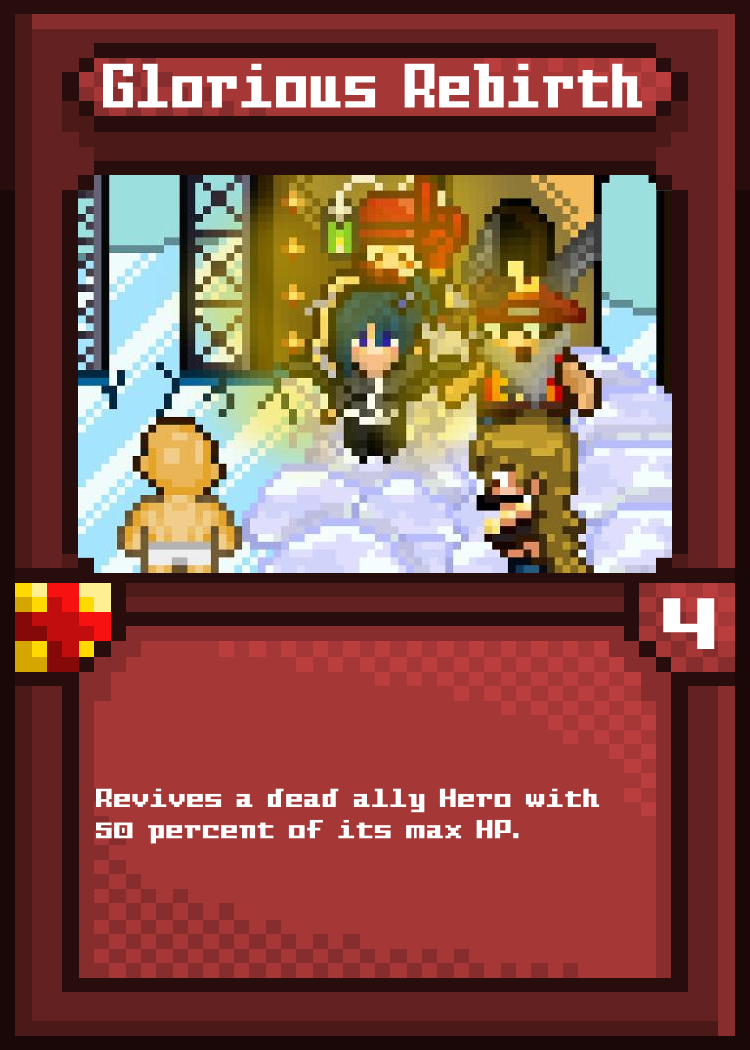 Glorious Rebirth
4
Revives a dead ally Hero with
50 percent of its max HP.